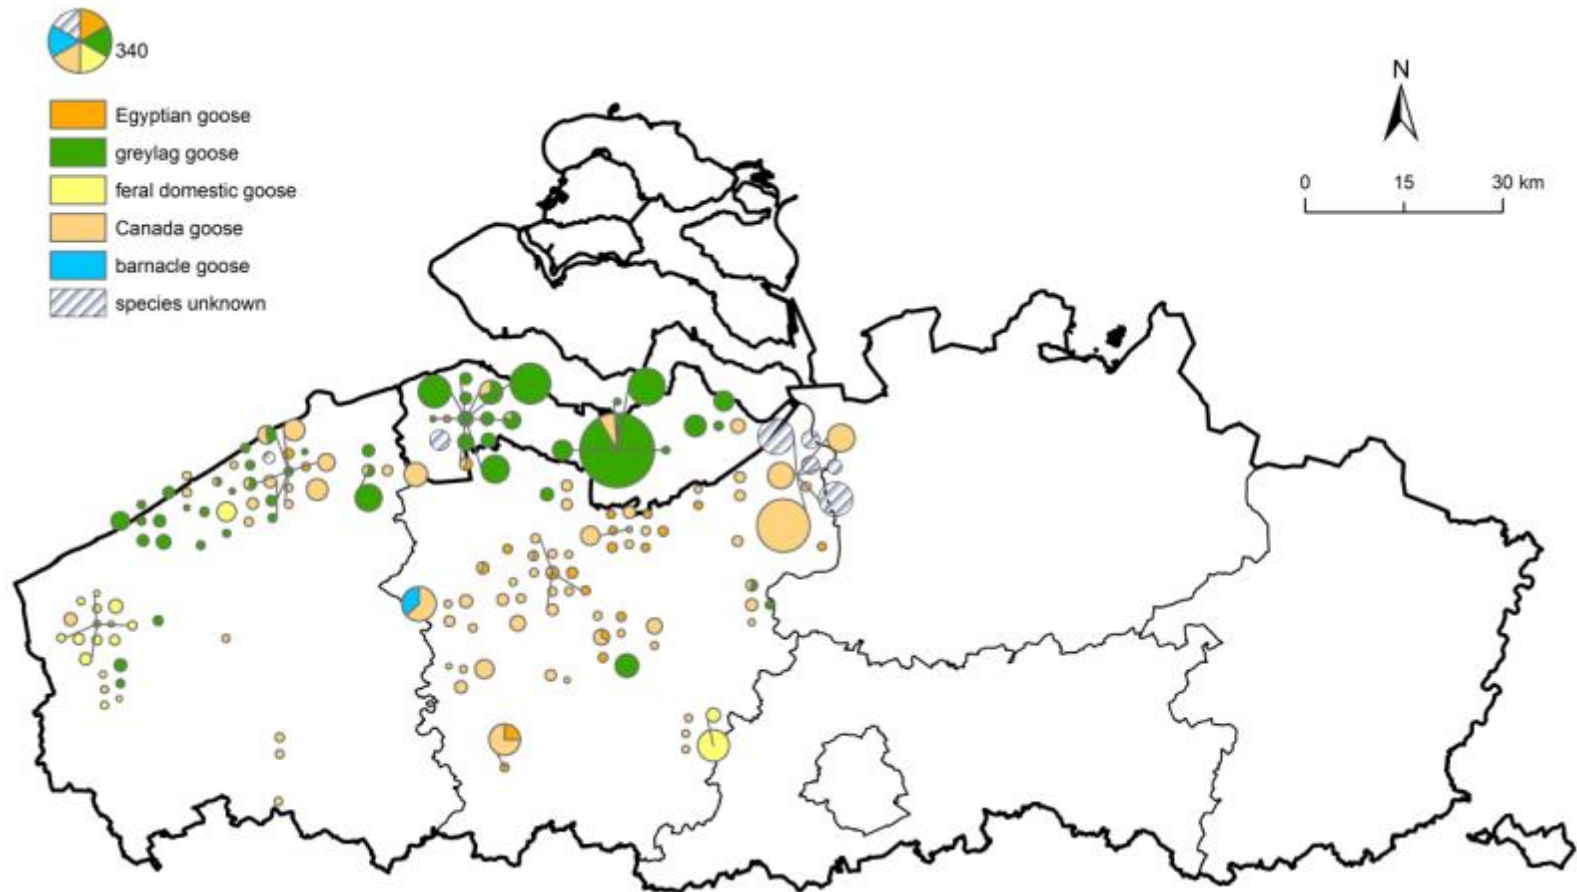 340
Egyptian goose
greylag goose
feral domestic goose
Canada goose
barnacle goose
species unknown
N
0 15 30 km